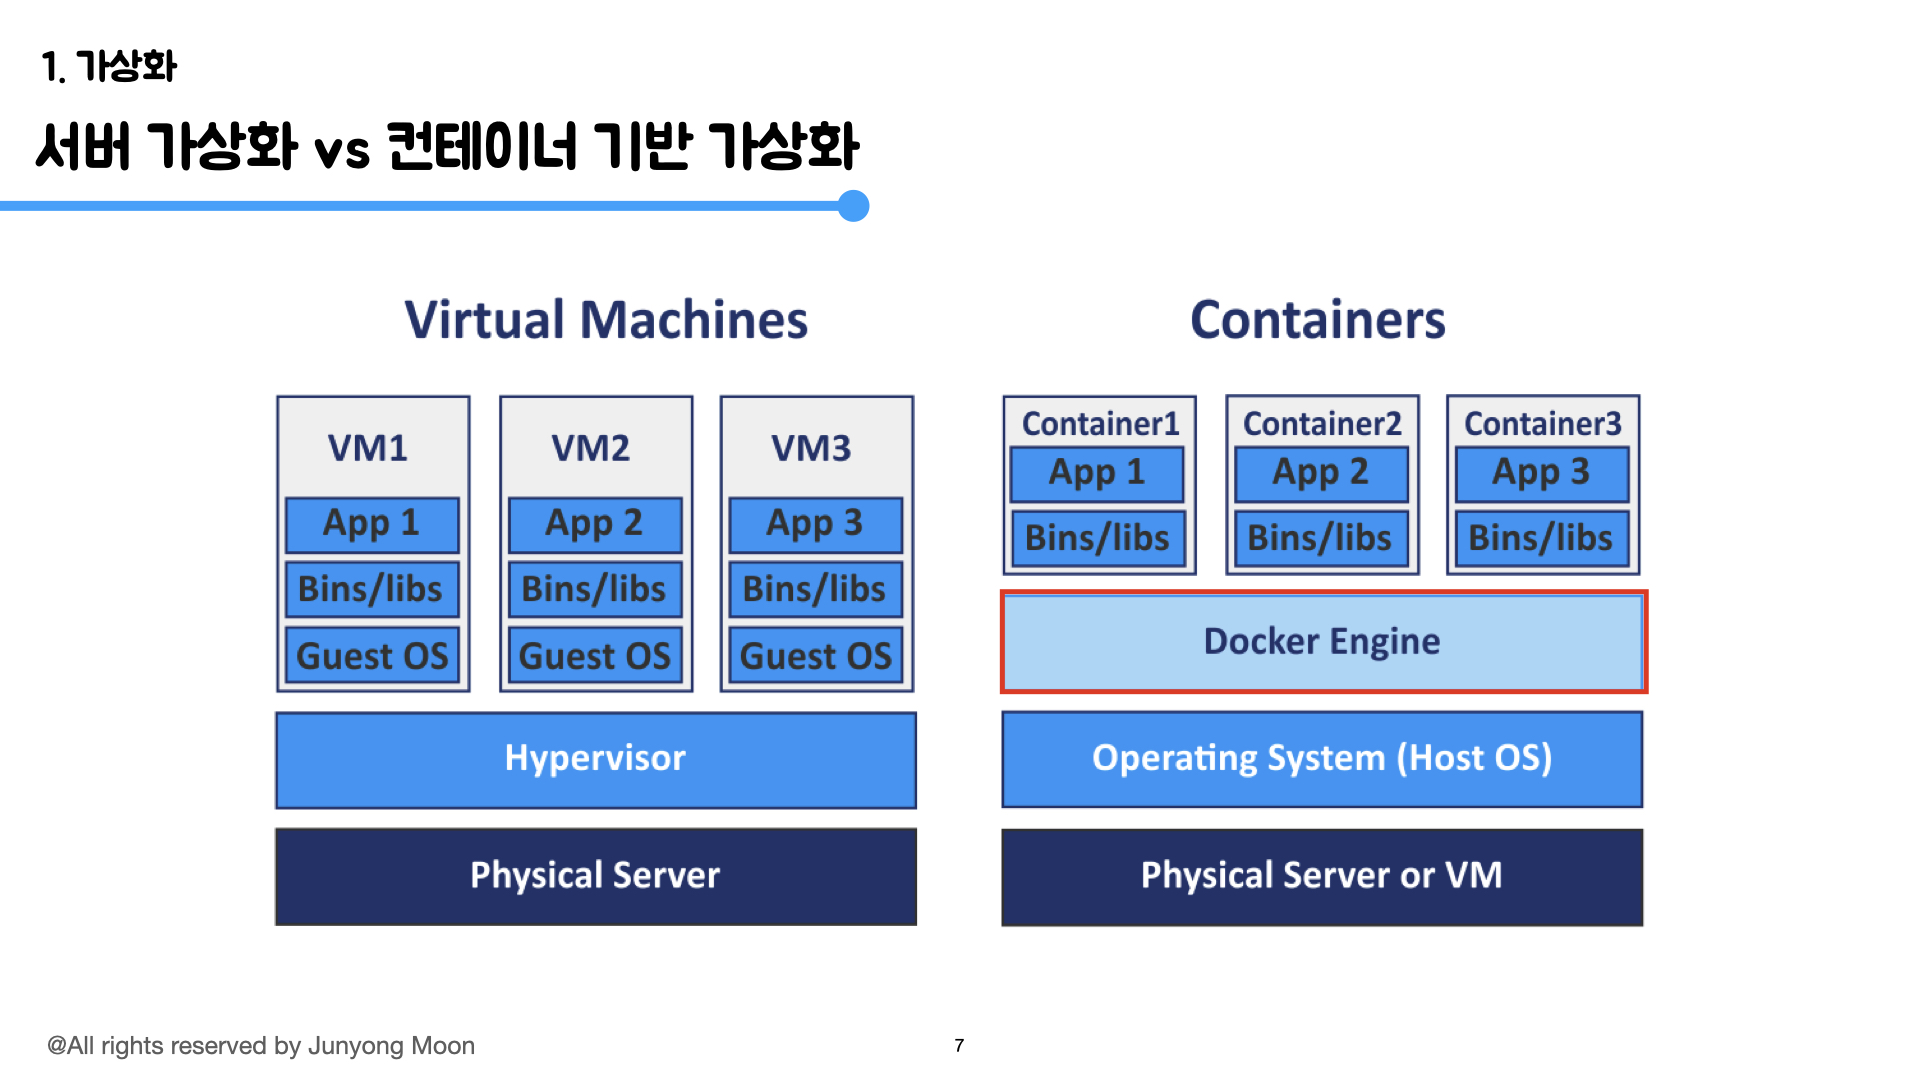 1. 가상화
서버 가상화 vs 컨테이너 기반 가상화
Virtual Machines
VM1
App 1
Bins/libs
Guest OS
VM2
App 2
Bins/libs
Guest OS
VM3
App 3
Bins/libs
Guest OS
Hypervisor
Physical Server
Containers
Container1
App 1
Bins/libs
Container2
App 2
Bins/libs
Container3
App 3
Bins/libs
Docker Engine
Operating System (Host OS)
Physical Server or VM
@All rights reserved by Junyong Moon
7